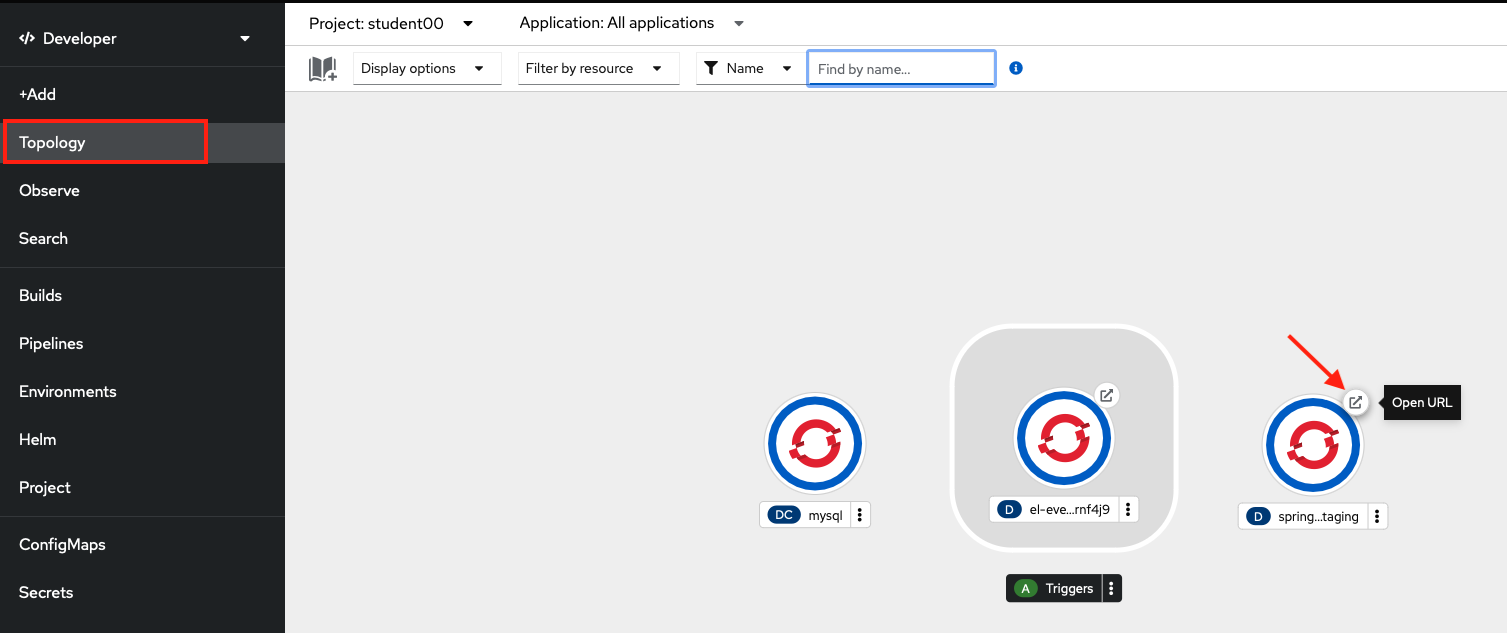 Developer
+Add
Topology
Observe
Search
Builds
Pipelines
Environments
Helm
Project
ConfigMaps
Secrets
Project: student00
Application: All applications
Display options
Filter by resource
Name
Find by name...
Open URL
DC mysql
D el-eve...rnf4j9
D spring...taging
A Triggers